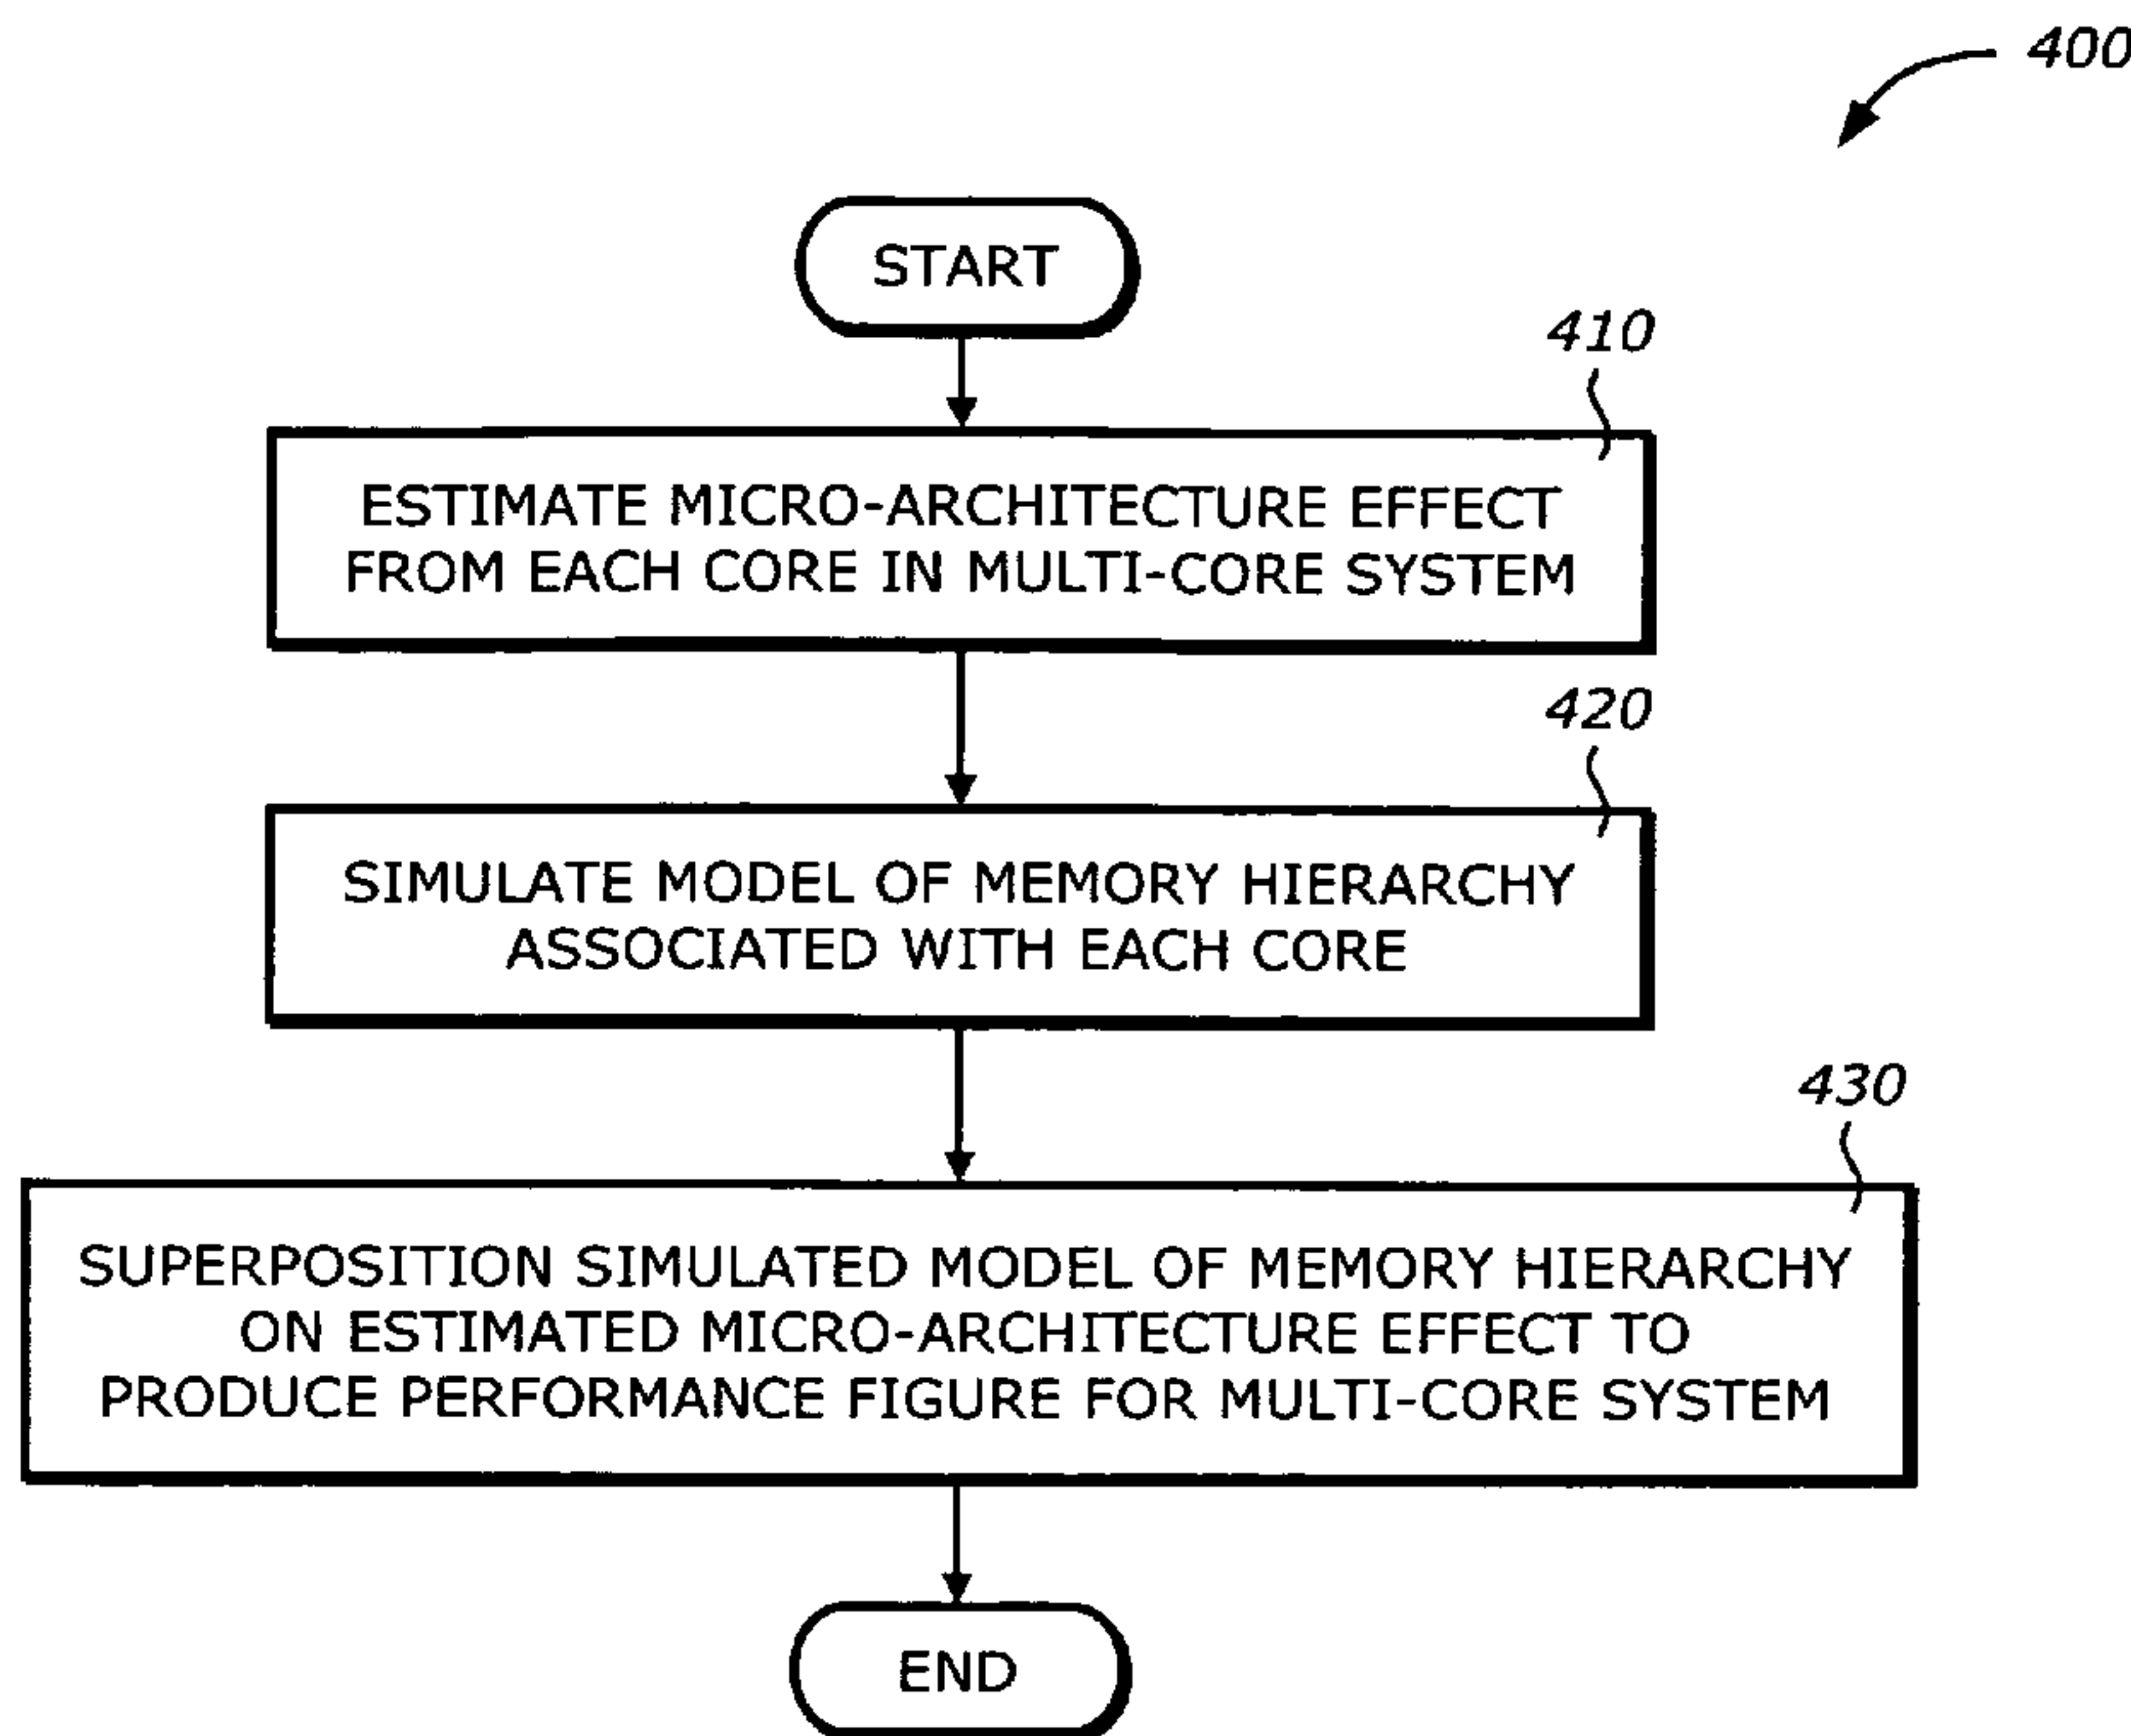 400
START
410
ESTIMATE MICRO-ARCHITECTURE EFFECT
FROM EACH CORE IN MULTI-CORE SYSTEM
420
SIMULATE MODEL OF MEMORY HIERARCHY
ASSOCIATED WITH EACH CORE
430
SUPERPOSITION SIMULATED MODEL OF MEMORY HIERARCHY
ON ESTIMATED MICRO-ARCHITECTURE EFFECT TO
PRODUCE PERFORMANCE FIGURE FOR MULTI-CORE SYSTEM
END